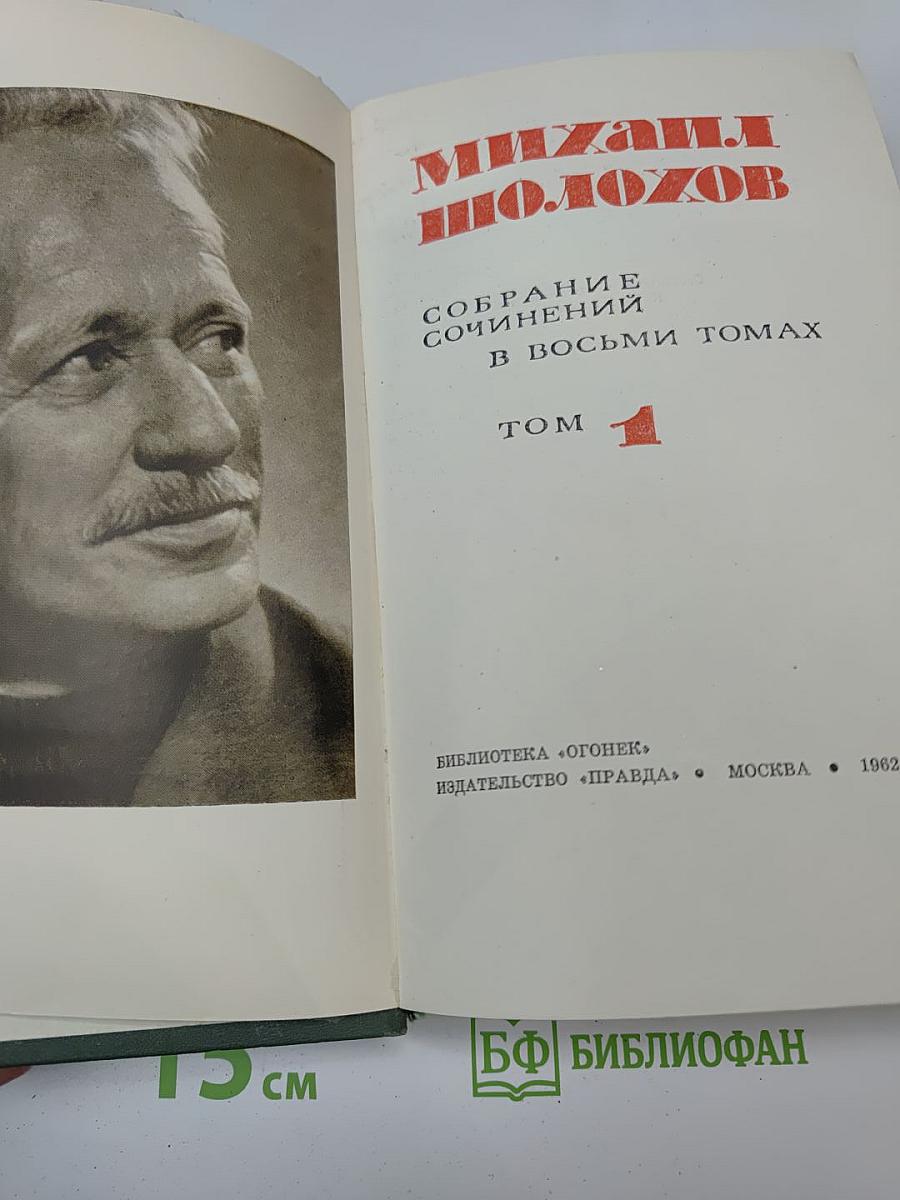 МИХАИЛ
ШОЛОХОВ
СОБРАНИЕ
СОЧИНЕНИЙ
В ВОСЬМИ ТОМАХ
ТОМ 1
БИБЛИОТЕКА «ОГОНЕК»
ИЗДАТЕЛЬСТВО «ПРАВДА» • МОСКВА • 1962
15 см
БФ БИБЛИОФАН